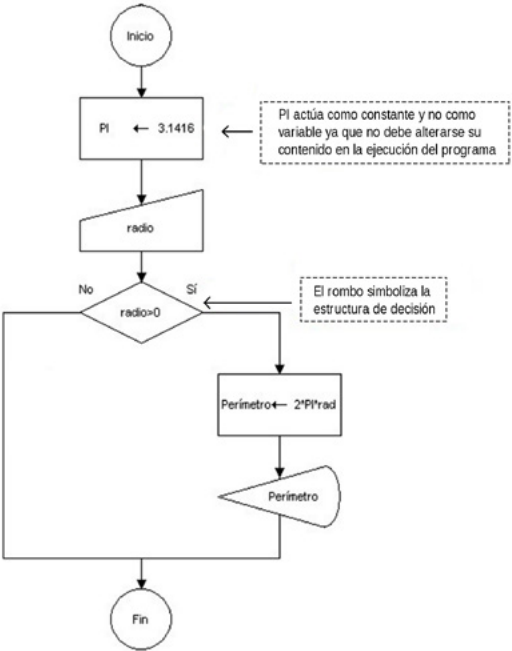 Inicio
PI ← 3.1416
PI actúa como constante y no como
variable ya que no debe alterarse su
contenido en la ejecución del programa
radio
No
Sí
radio>0
El rombo simboliza la
estructura de decisión
Perímetro← 2*PI*rad
Perímetro
Fin